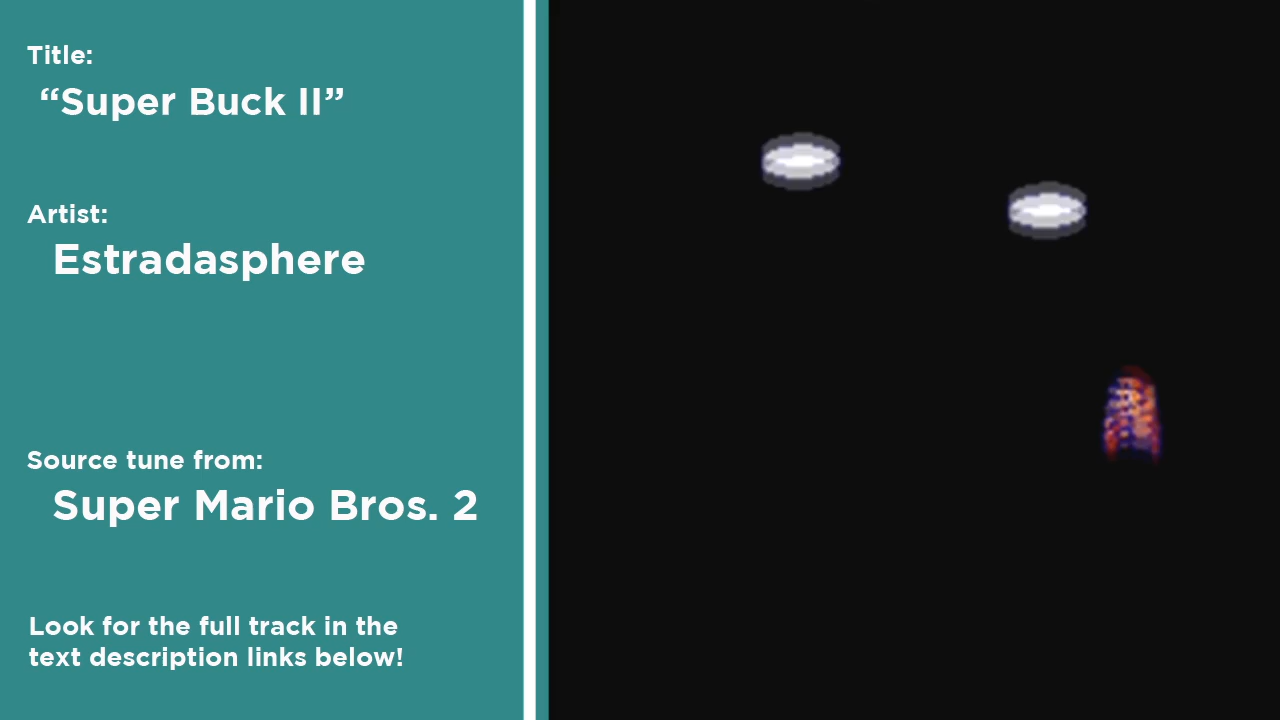 Title:
“Super Buck II”
Artist:
Estradasphere
Source tune from:
Super Mario Bros. 2
Look for the full track in the
text description links below!